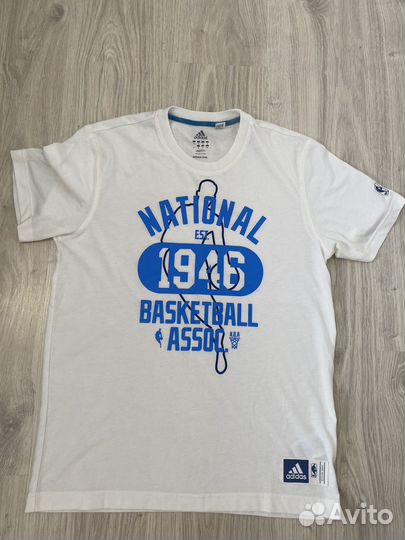 adidas
NATIONAL
EST.
1946
BASKETBALL
ASSOC.
NBA
adidas
Avito